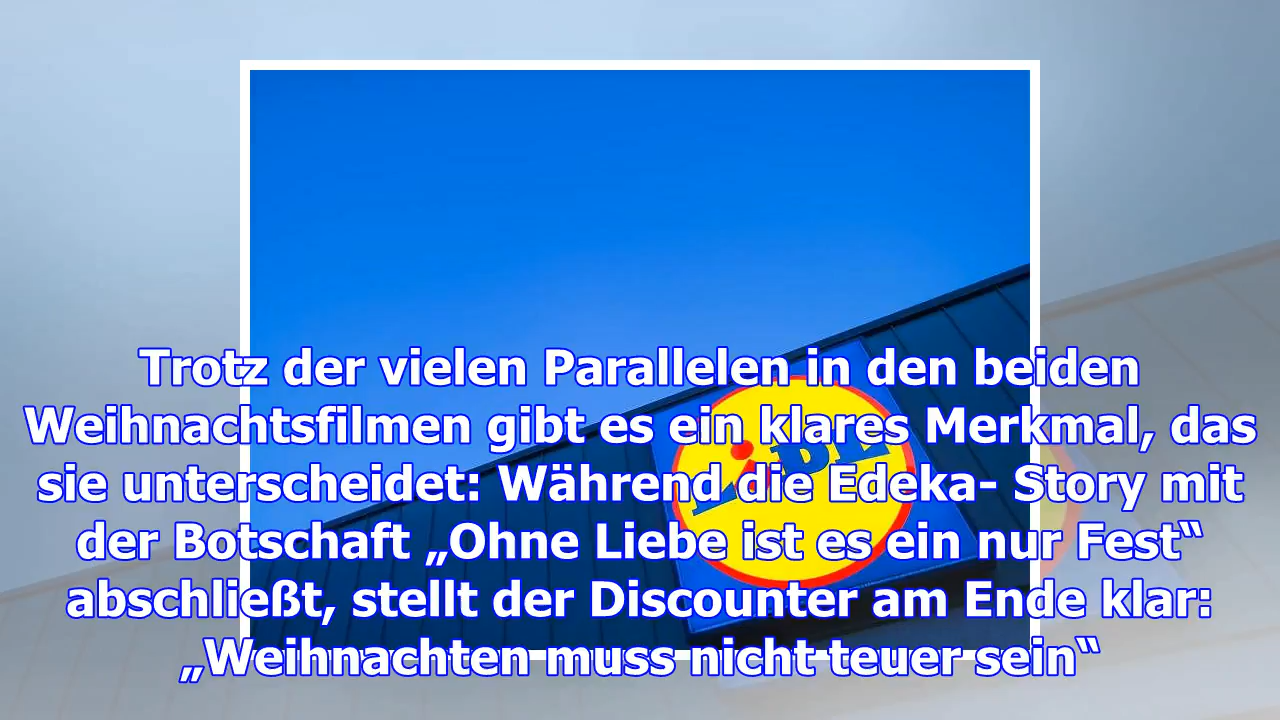 Trotz der vielen Parallelen in den beiden
Weihnachtsfilmen gibt es ein klares Merkmal, das
sie unterscheidet: Während die Edeka- Story mit
der Botschaft „Ohne Liebe ist es ein nur Fest“
abschließt, stellt der Discounter am Ende klar:
„Weihnachten muss nicht teuer sein“
LiDL